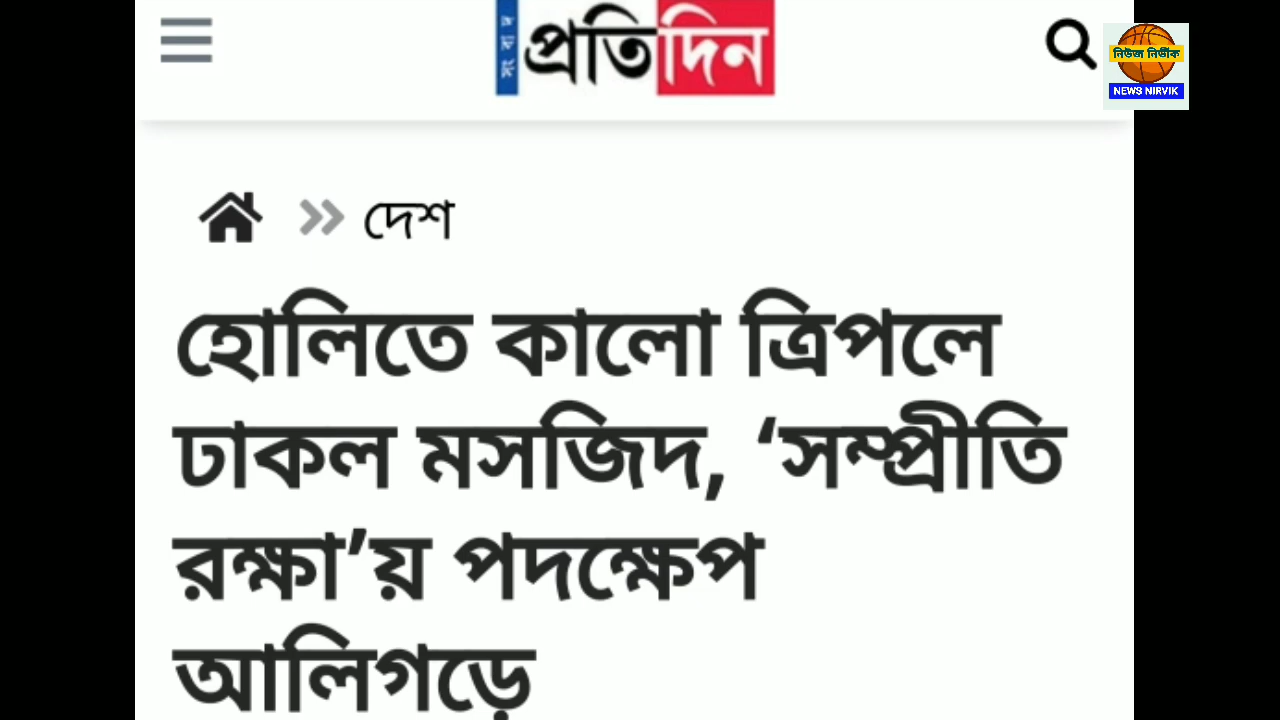 সংবাদ প্রতিদিন
নিউজ নির্ভীক
NEWS NIRVIK
দেশ
হোলিতে কালো ত্রিপলে
ঢাকল মসজিদ, ‘সম্প্রীতি
রক্ষা’য় পদক্ষেপ
আলিগড়ে